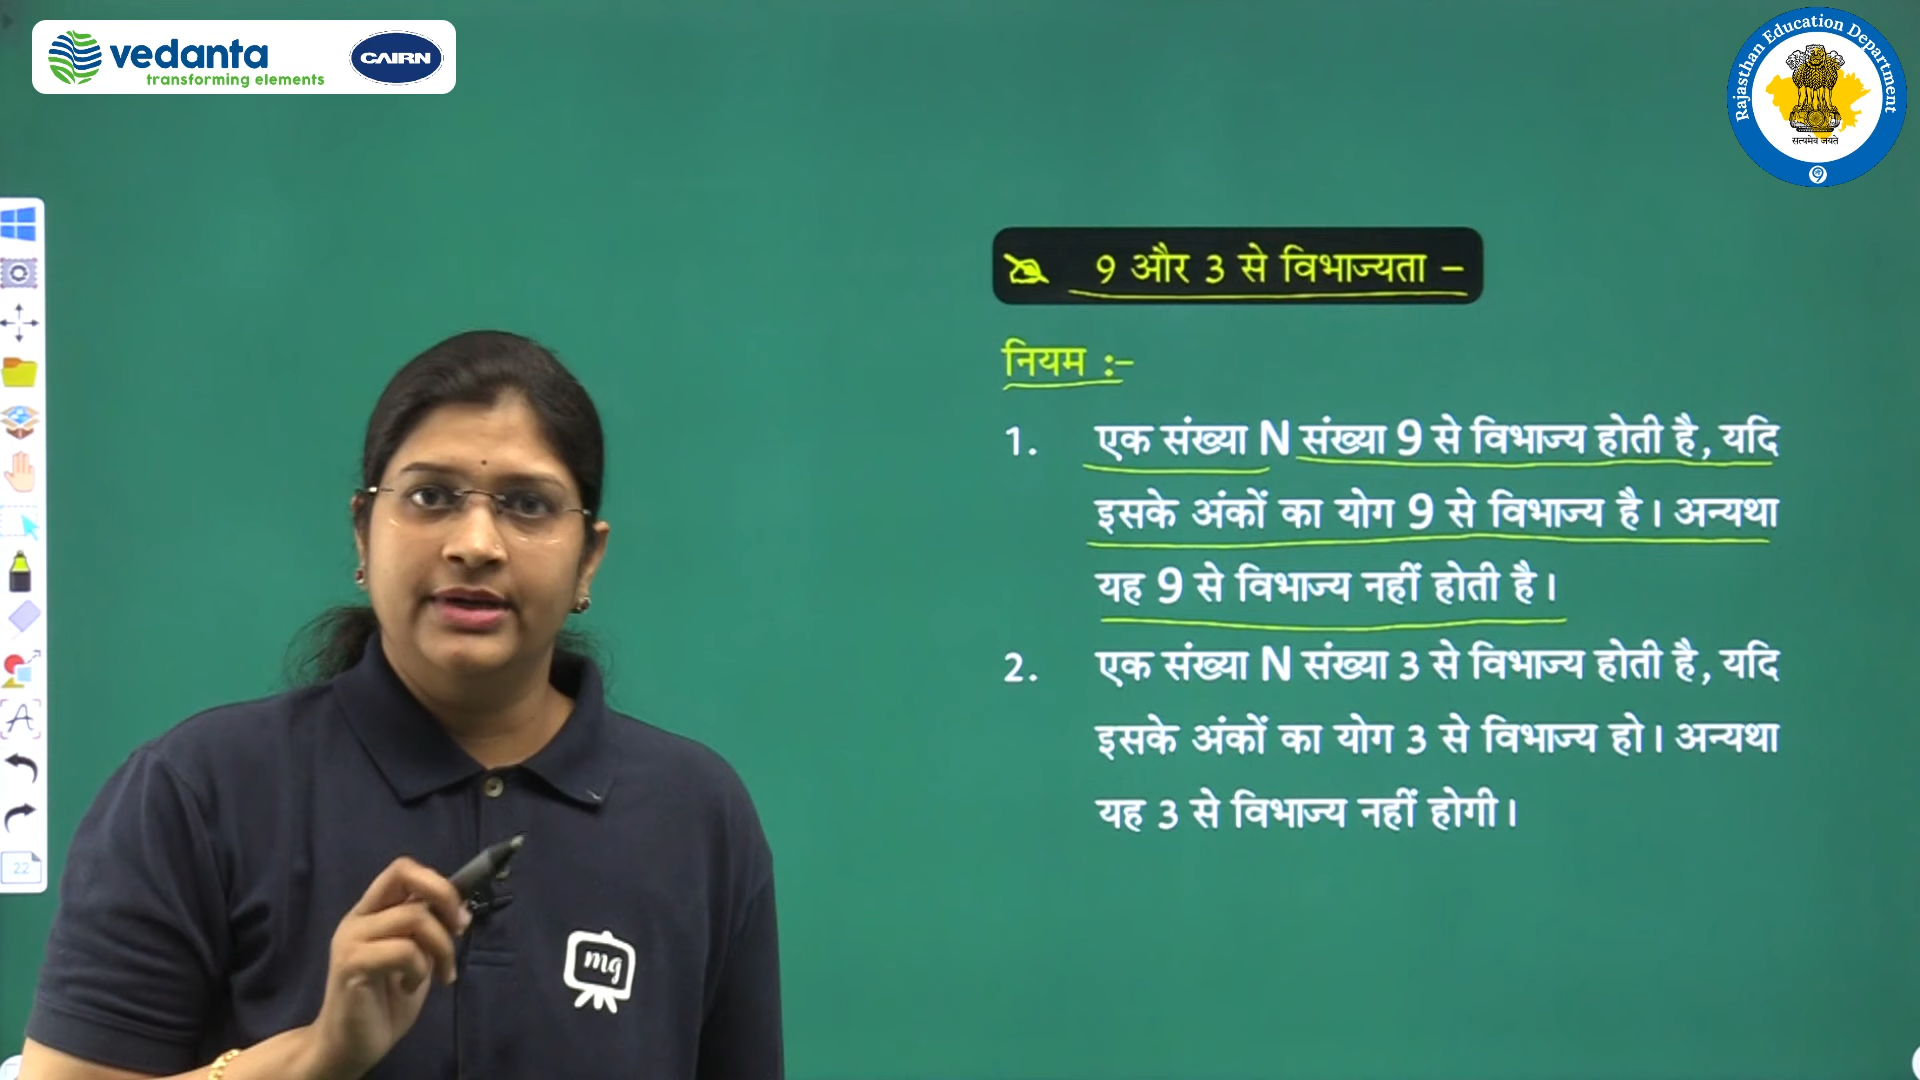 vedanta
transforming elements
CAIRN
Rajasthan Education Department
सत्यमेव जयते
9 और 3 से विभाज्यता –
नियम :–
1. एक संख्या N संख्या 9 से विभाज्य होती है, यदि
इसके अंकों का योग 9 से विभाज्य है। अन्यथा
यह 9 से विभाज्य नहीं होती है।
2. एक संख्या N संख्या 3 से विभाज्य होती है, यदि
इसके अंकों का योग 3 से विभाज्य हो। अन्यथा
यह 3 से विभाज्य नहीं होगी।
A
22
mg